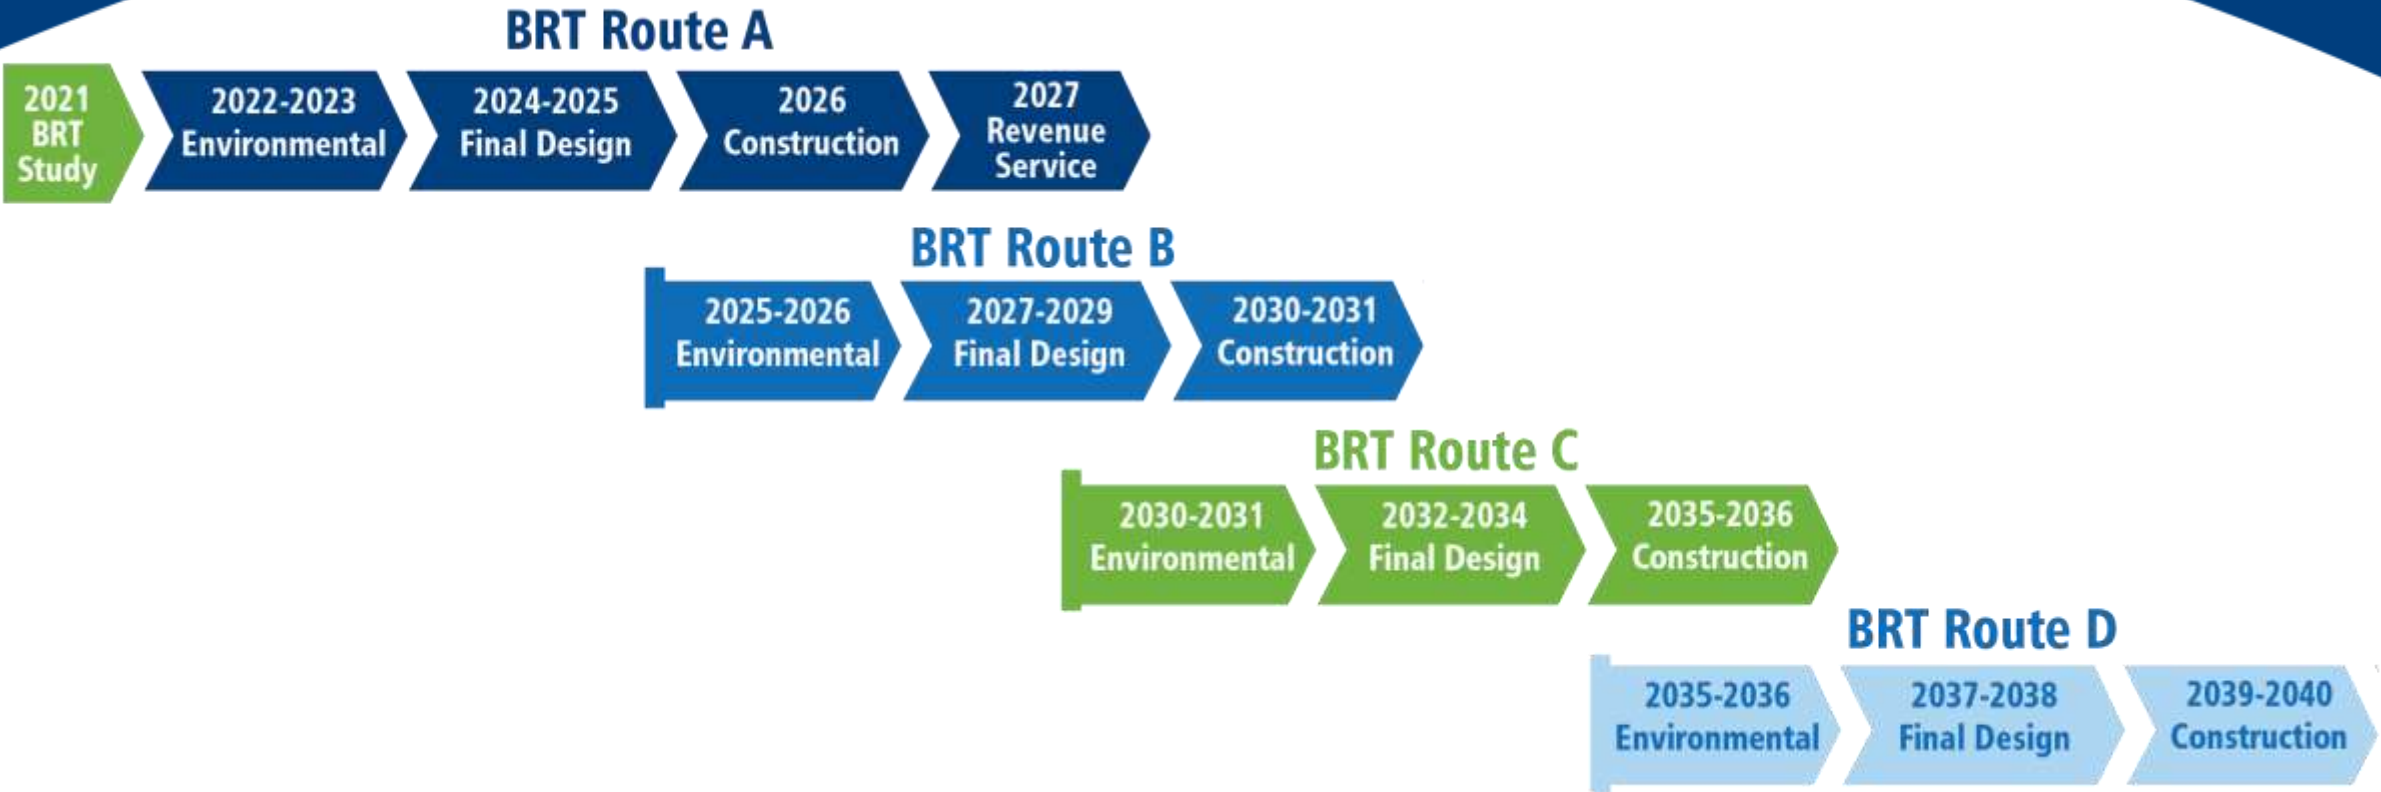 BRT Route A
2021
BRT
Study
2022-2023
Environmental
2024-2025
Final Design
2026
Construction
2027
Revenue
Service
BRT Route B
2025-2026
Environmental
2027-2029
Final Design
2030-2031
Construction
BRT Route C
2030-2031
Environmental
2032-2034
Final Design
2035-2036
Construction
BRT Route D
2035-2036
Environmental
2037-2038
Final Design
2039-2040
Construction